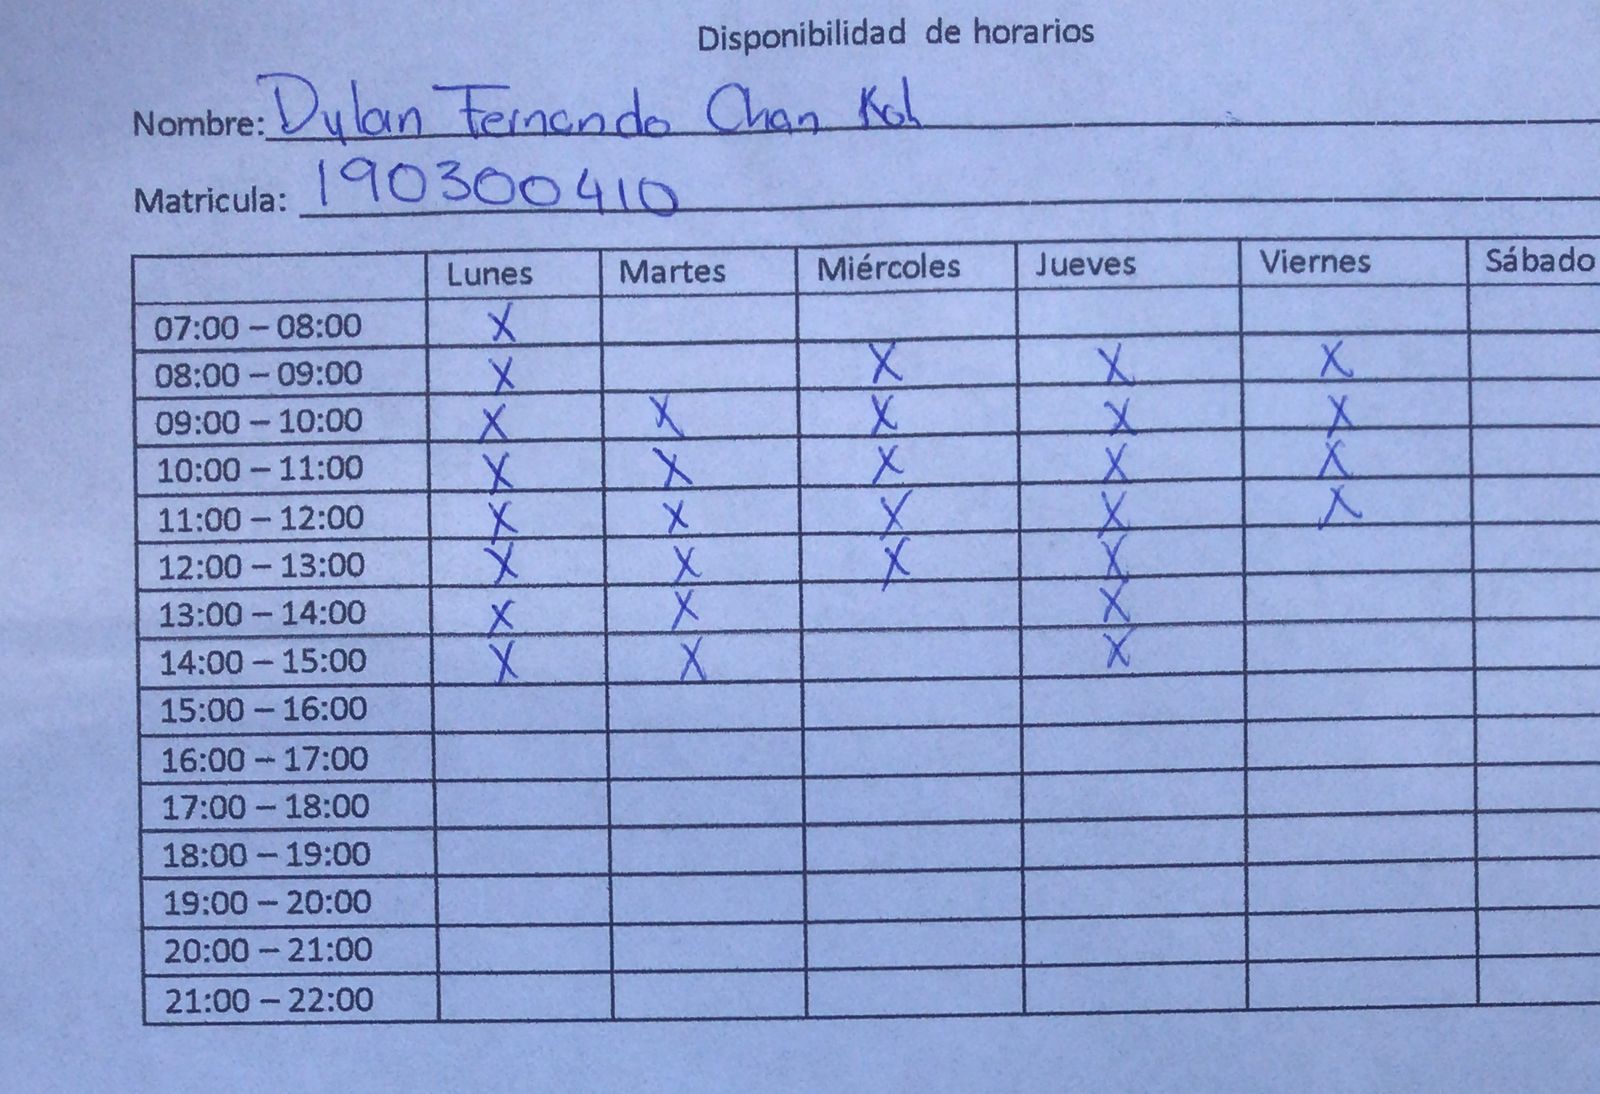 Disponibilidad de horarios
Nombre: Dylan Fernando Chan Koh
Matricula: 190300410
Lunes Martes Miércoles Jueves Viernes Sábado
07:00 – 08:00 X
08:00 – 09:00 X X X X
09:00 – 10:00 X X X X X
10:00 – 11:00 X X X X X
11:00 – 12:00 X X X X X
12:00 – 13:00 X X X X
13:00 – 14:00 X X X
14:00 – 15:00 X X X
15:00 – 16:00
16:00 – 17:00
17:00 – 18:00
18:00 – 19:00
19:00 – 20:00
20:00 – 21:00
21:00 – 22:00